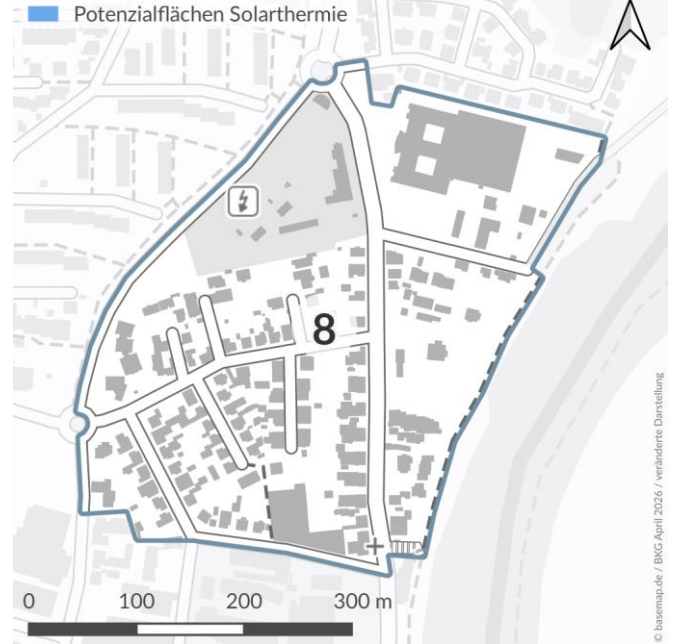 Potenzialflächen Solarthermie
8
0 100 200 300 m
© basemap.de / BKG April 2026 / veränderte Darstellung